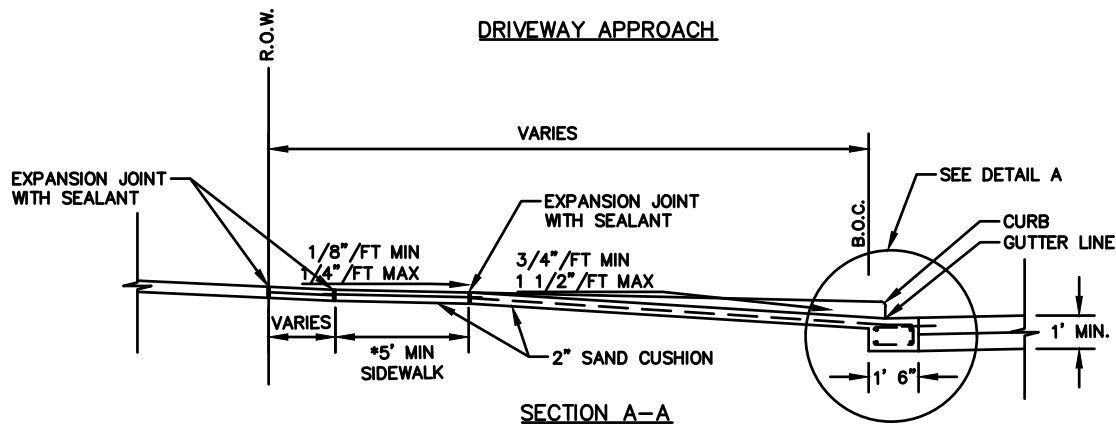 DRIVEWAY APPROACH
R.O.W.
VARIES
EXPANSION JOINT
WITH SEALANT
SEE DETAIL A
EXPANSION JOINT
WITH SEALANT
B.O.C.
CURB
GUTTER LINE
1/8"/FT MIN
1/4"/FT MAX
3/4"/FT MIN
1 1/2"/FT MAX
VARIES
*5' MIN
SIDEWALK
2" SAND CUSHION
1' MIN.
1' 6"
SECTION A-A